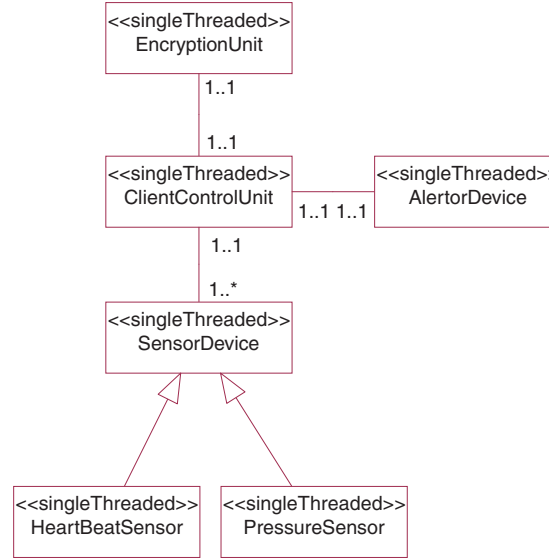 <<singleThreaded>>
EncryptionUnit
1..1
1..1
<<singleThreaded>>
ClientControlUnit
<<singleThreaded>>
AlertorDevice
1..1 1..1
1..1
1..*
<<singleThreaded>>
SensorDevice
<<singleThreaded>>
HeartBeatSensor
<<singleThreaded>>
PressureSensor